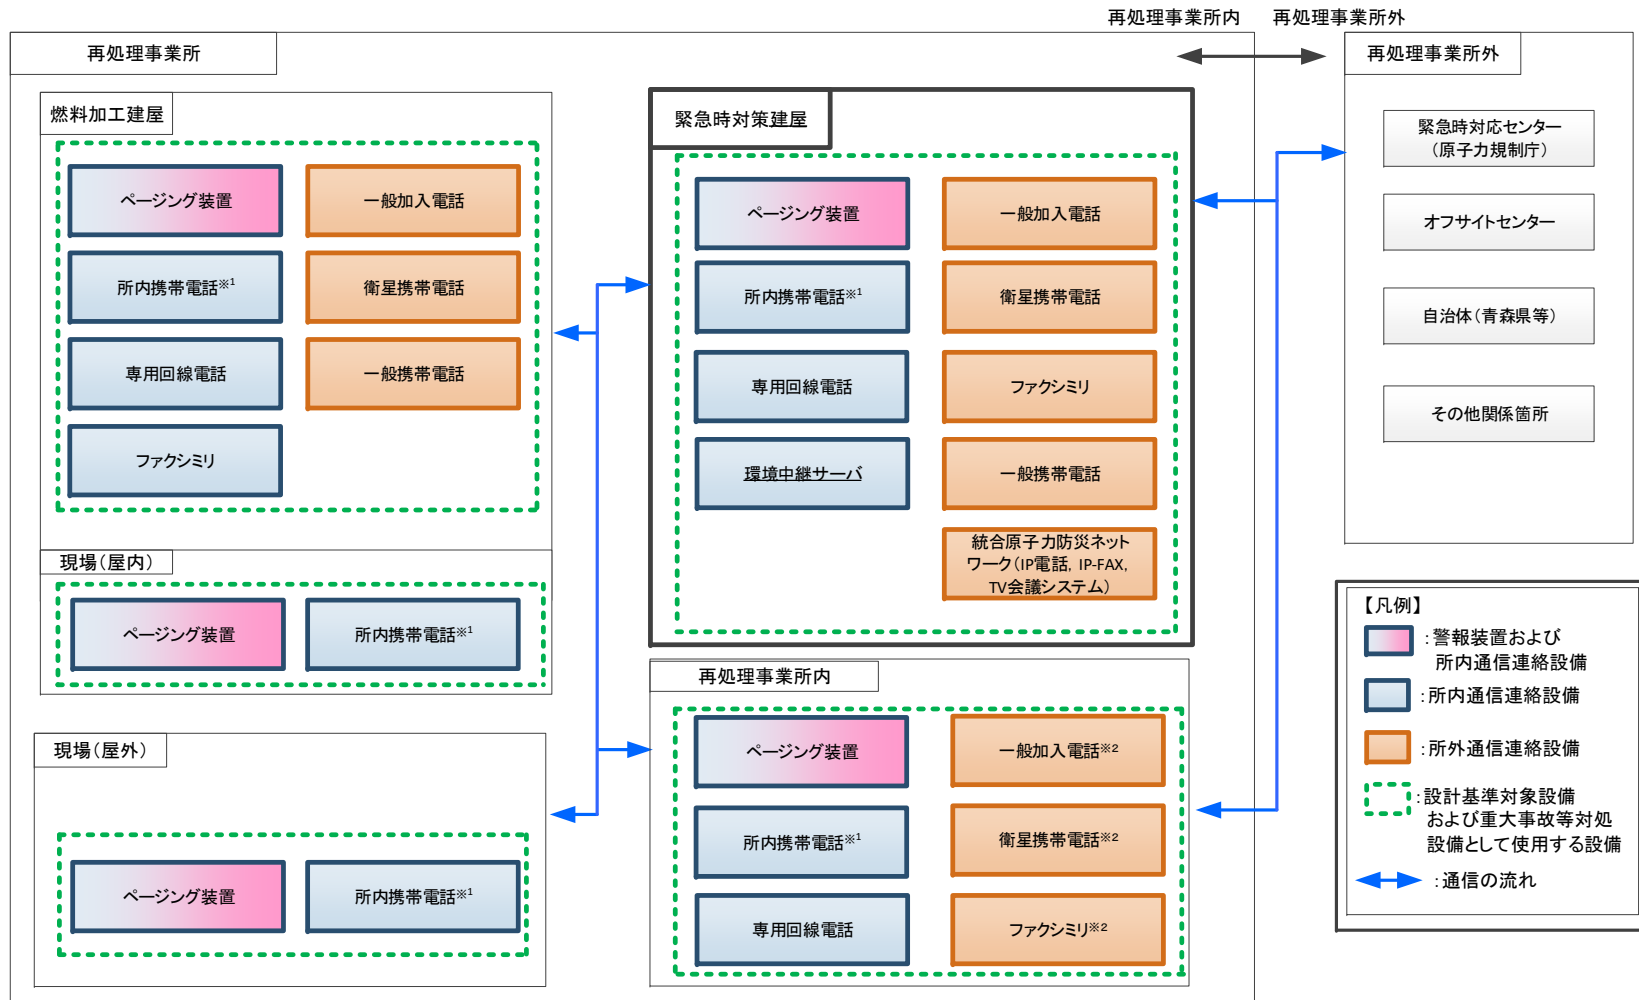 再処理事業所内
再処理事業所外
再処理事業所
燃料加工建屋
ページング装置
一般加入電話
所内携帯電話※1
衛星携帯電話
専用回線電話
一般携帯電話
ファクシミリ
現場(屋内)
ページング装置
所内携帯電話※1
現場(屋外)
ページング装置
所内携帯電話※1
緊急時対策建屋
ページング装置
一般加入電話
所内携帯電話※1
衛星携帯電話
専用回線電話
ファクシミリ
環境中継サーバ
一般携帯電話
統合原子力防災ネット
ワーク(IP電話, IP-FAX,
TV会議システム)
再処理事業所内
ページング装置
一般加入電話※2
所内携帯電話※1
衛星携帯電話※2
専用回線電話
ファクシミリ※2
再処理事業所外
緊急時対応センター
(原子力規制庁)
オフサイトセンター
自治体(青森県等)
その他関係箇所
【凡例】
:警報装置および
所内通信連絡設備
:所内通信連絡設備
:所外通信連絡設備
:設計基準対象設備
および重大事故等対処
設備として使用する設備
:通信の流れ